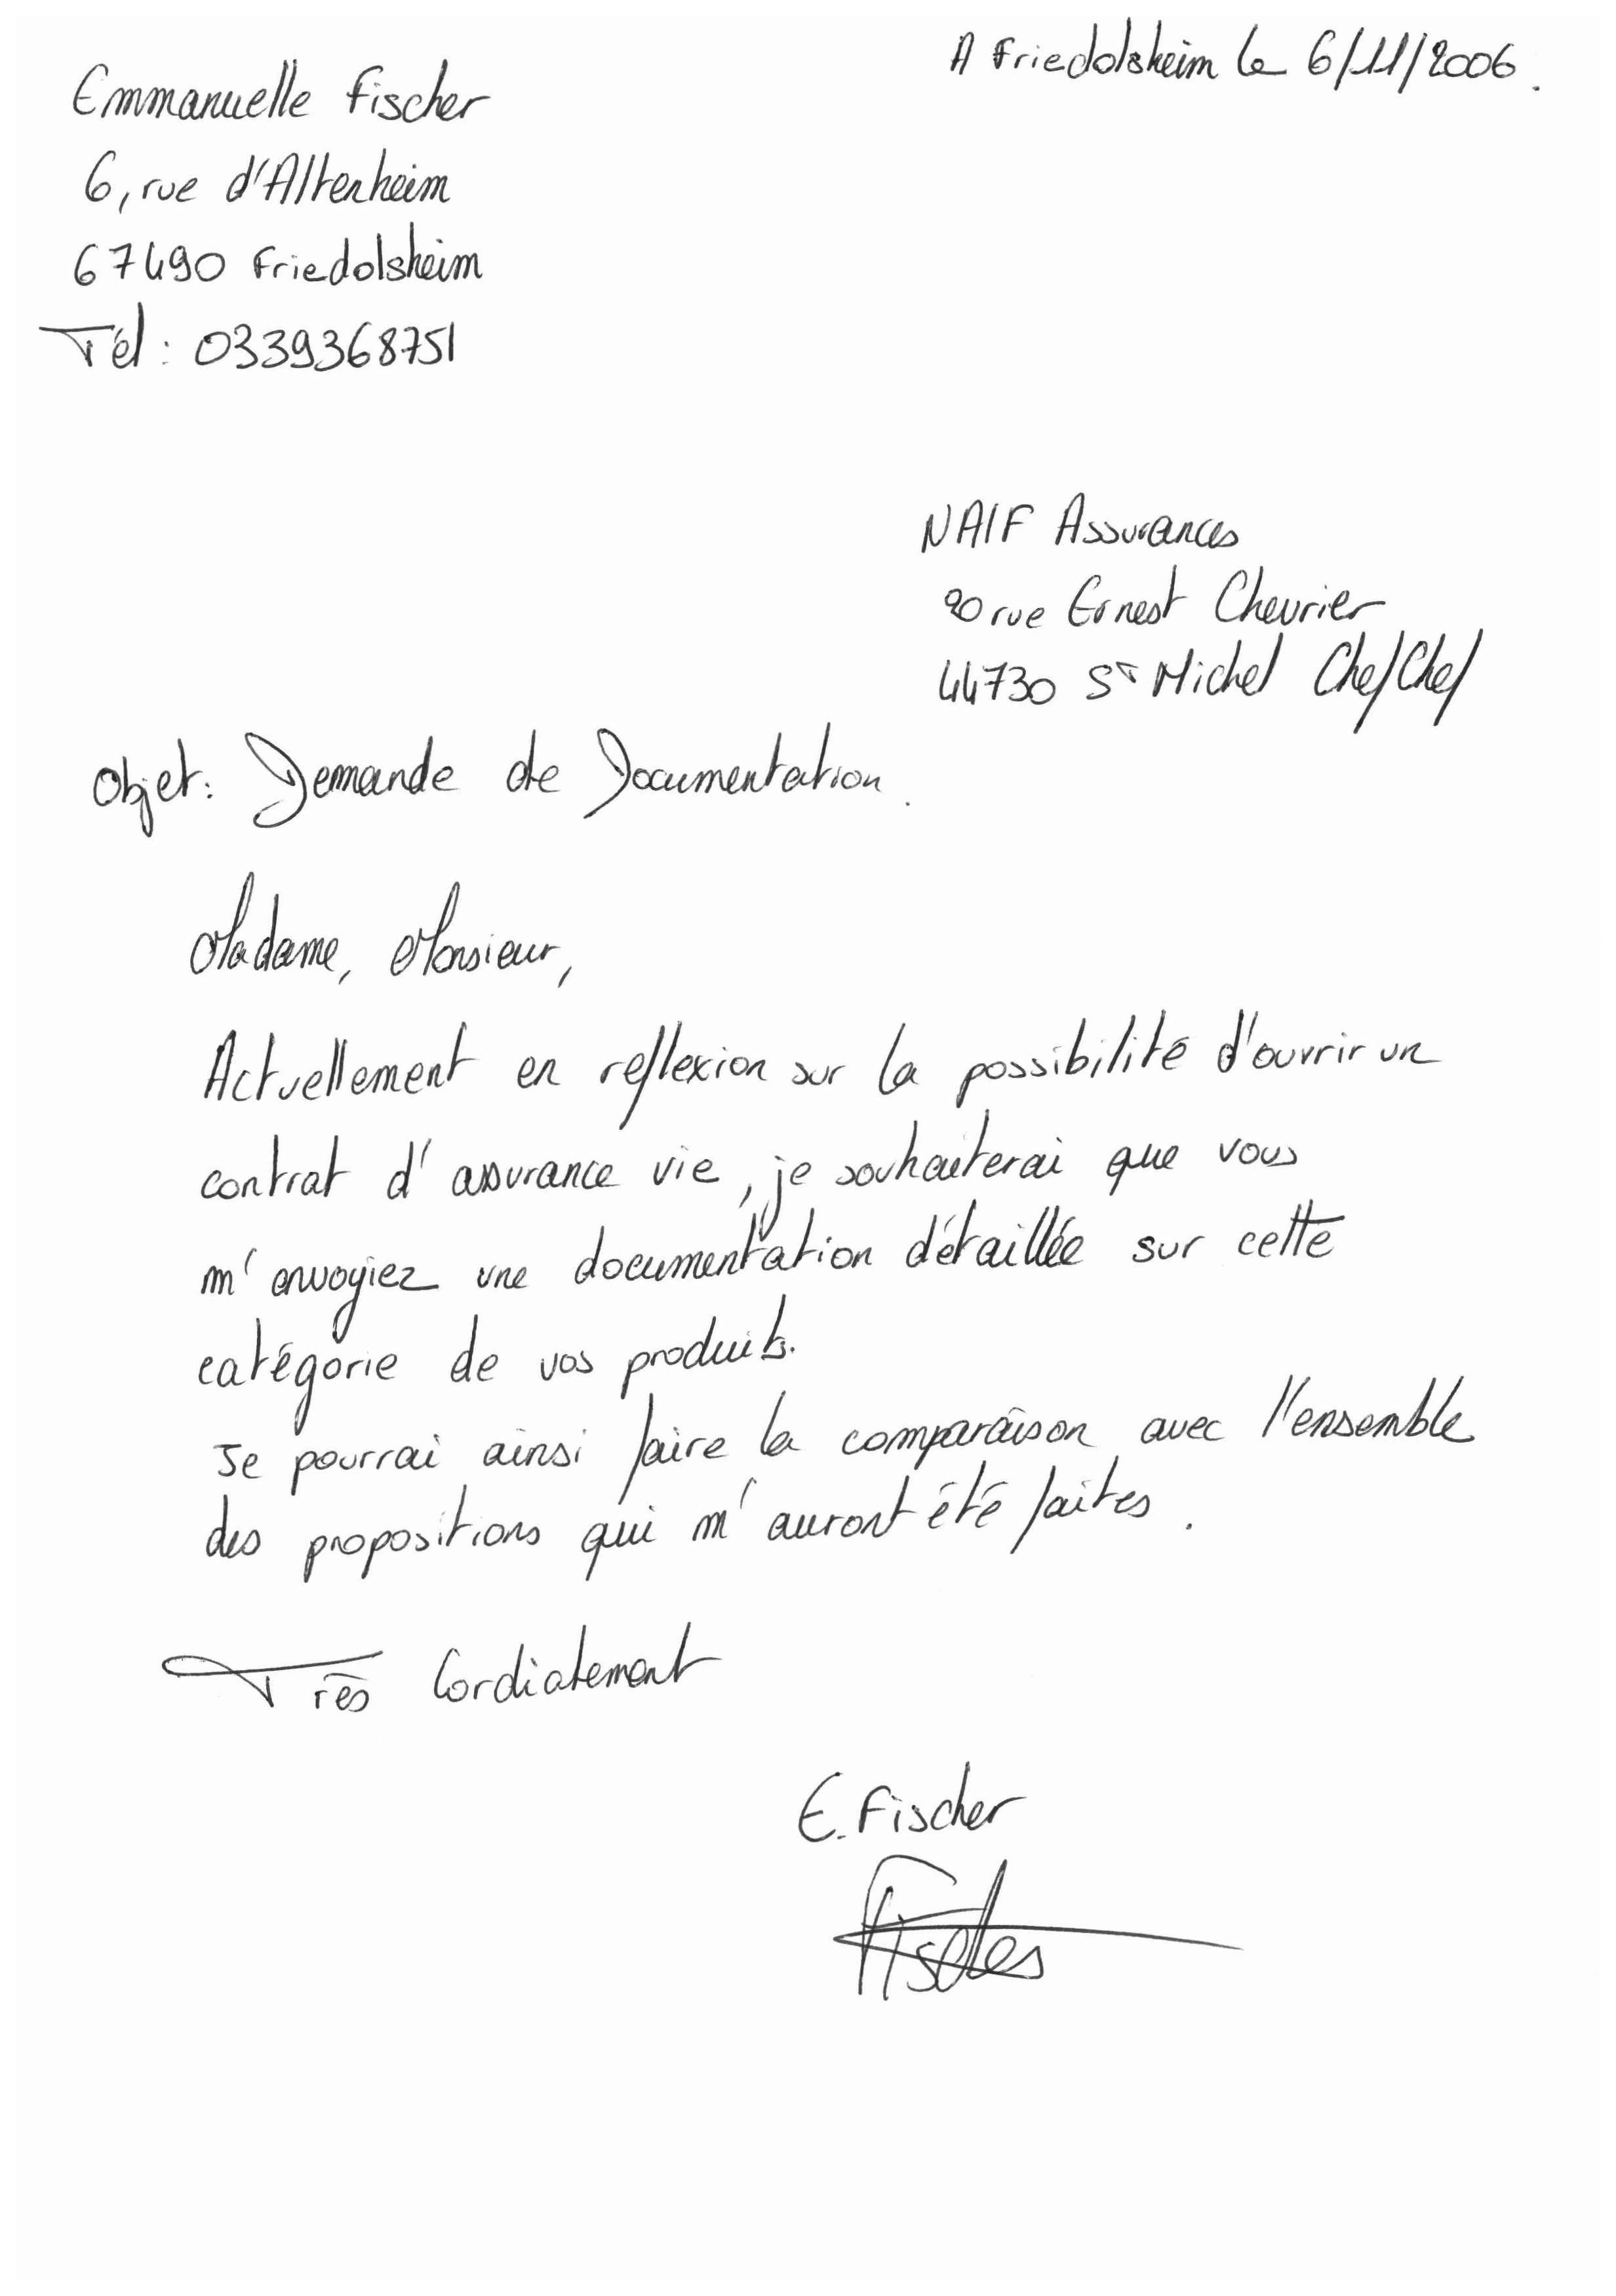 A Friedolsheim le 6/11/2006.
Emmanuelle Fischer
6, rue d'Altenheim
67490 Friedolsheim
Tél : 0339368751
NAIF Assurances
20 rue Ernest Chevrier
44730 St Michel Chef Chef
Objet : Demande de Documentation.
Madame, Monsieur,
Actuellement en reflexion sur la possibilité d'ouvrir un
contrat d'assurance vie, je souhaiterai que vous
m'envoyiez une documentation détaillée sur cette
catégorie de vos produits.
Je pourrai ainsi faire la comparaison avec l'ensemble
des propositions qui m'auront été faites.
Très Cordialement
E. Fischer
Fischer